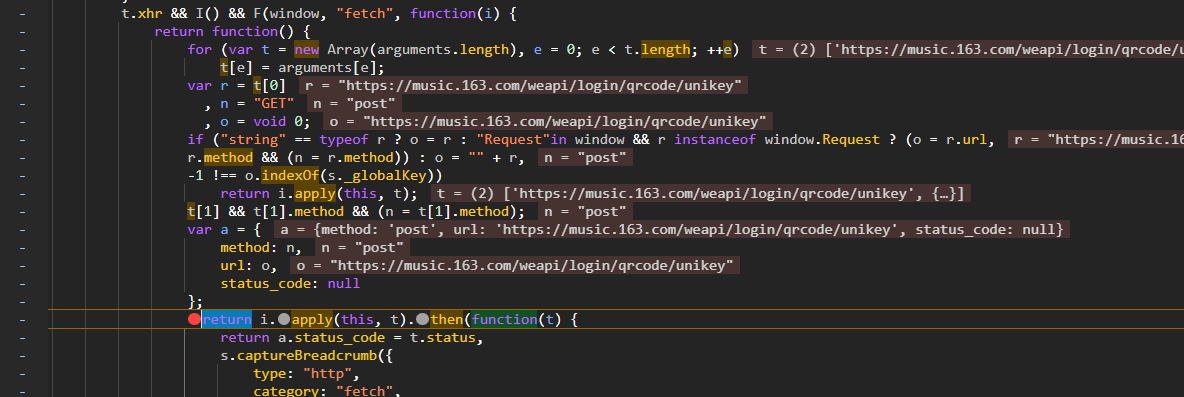 t.xhr && I() && F(window, "fetch", function(i) {
return function() {
for (var t = new Array(arguments.length), e = 0; e < t.length; ++e) t = (2) ['https://music.163.com/weapi/login/qrcode/u
t[e] = arguments[e];
var r = t[0] r = "https://music.163.com/weapi/login/qrcode/unikey"
, n = "GET" n = "post"
, o = void 0; o = "https://music.163.com/weapi/login/qrcode/unikey"
if ("string" == typeof r ? o = r : "Request"in window && r instanceof window.Request ? (o = r.url, r = "https://music.16
r.method && (n = r.method)) : o = "" + r, n = "post"
-1 !== o.indexOf(s._globalKey))
return i.apply(this, t); t = (2) ['https://music.163.com/weapi/login/qrcode/unikey', {…}]
t[1] && t[1].method && (n = t[1].method); n = "post"
var a = { a = {method: 'post', url: 'https://music.163.com/weapi/login/qrcode/unikey', status_code: null}
method: n, n = "post"
url: o, o = "https://music.163.com/weapi/login/qrcode/unikey"
status_code: null
};
return i.apply(this, t).then(function(t) {
return a.status_code = t.status,
s.captureBreadcrumb({
type: "http",
category: "fetch",